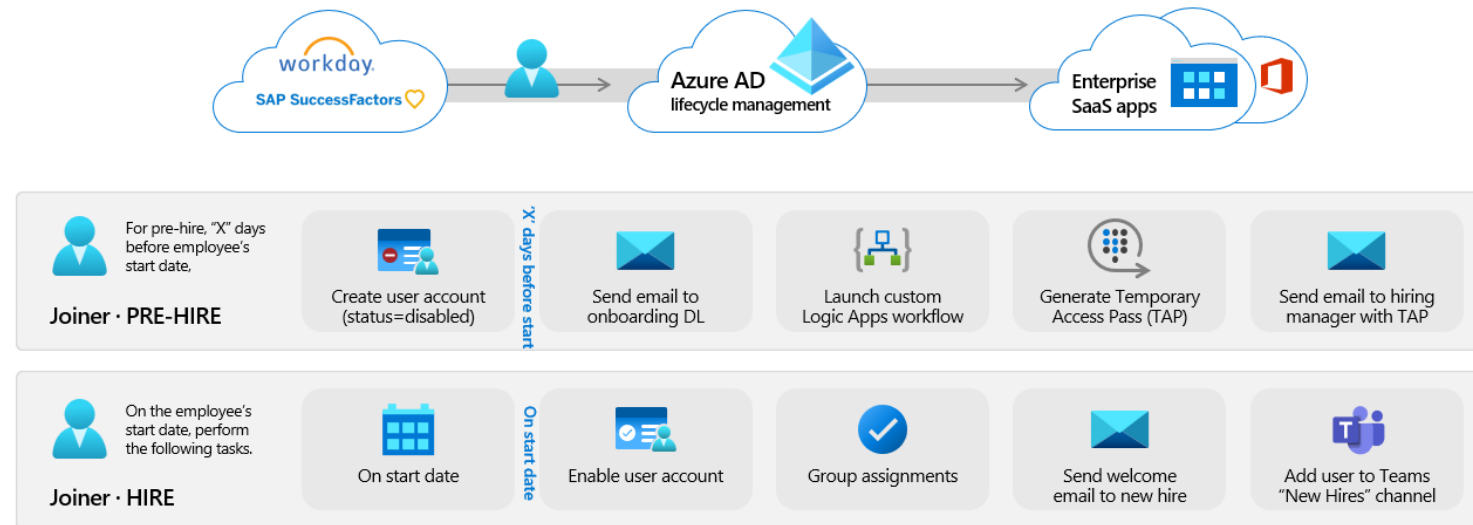 workday.
SAP SuccessFactors
Azure AD
lifecycle management
Enterprise
SaaS apps
For pre-hire, “X” days
before employee’s
start date,
Joiner · PRE-HIRE
Create user account
(status=disabled)
‘X’ days before start
Send email to
onboarding DL
Launch custom
Logic Apps workflow
Generate Temporary
Access Pass (TAP)
Send email to hiring
manager with TAP
On the employee’s
start date, perform
the following tasks.
Joiner · HIRE
On start date
On start date
Enable user account
Group assignments
Send welcome
email to new hire
T
Add user to Teams
“New Hires” channel